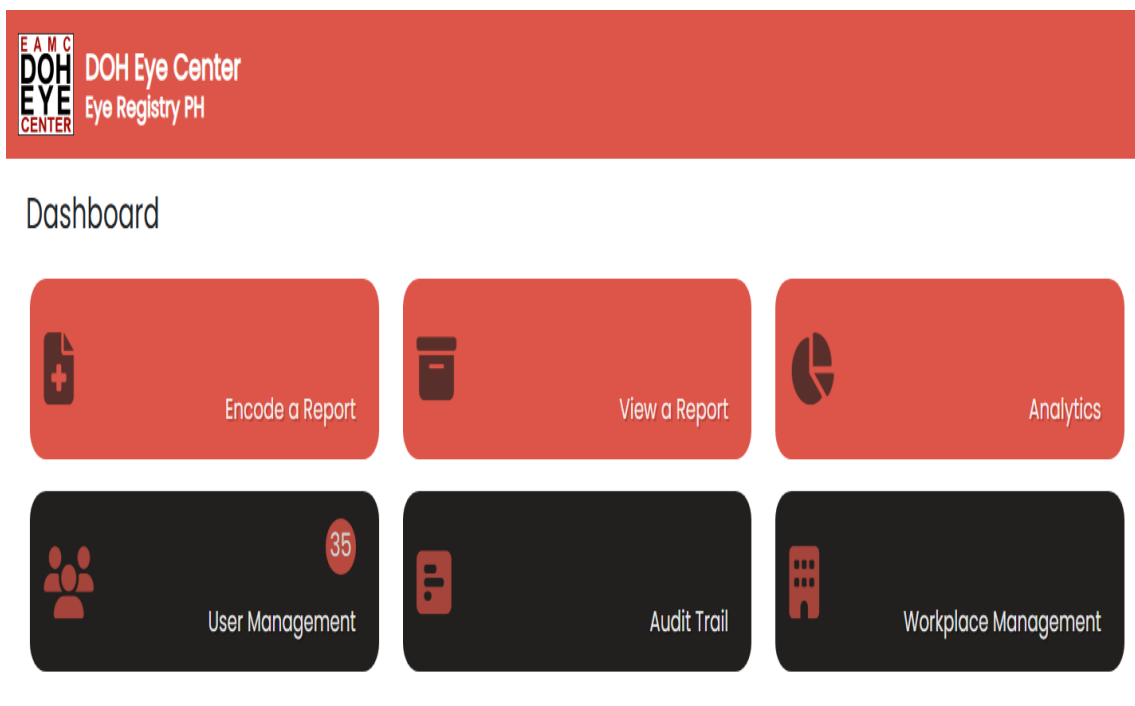 EAMC
DOH
EYE
CENTER
DOH Eye Center
Eye Registry PH
Dashboard
Encode a Report
View a Report
Analytics
35
User Management
Audit Trail
Workplace Management